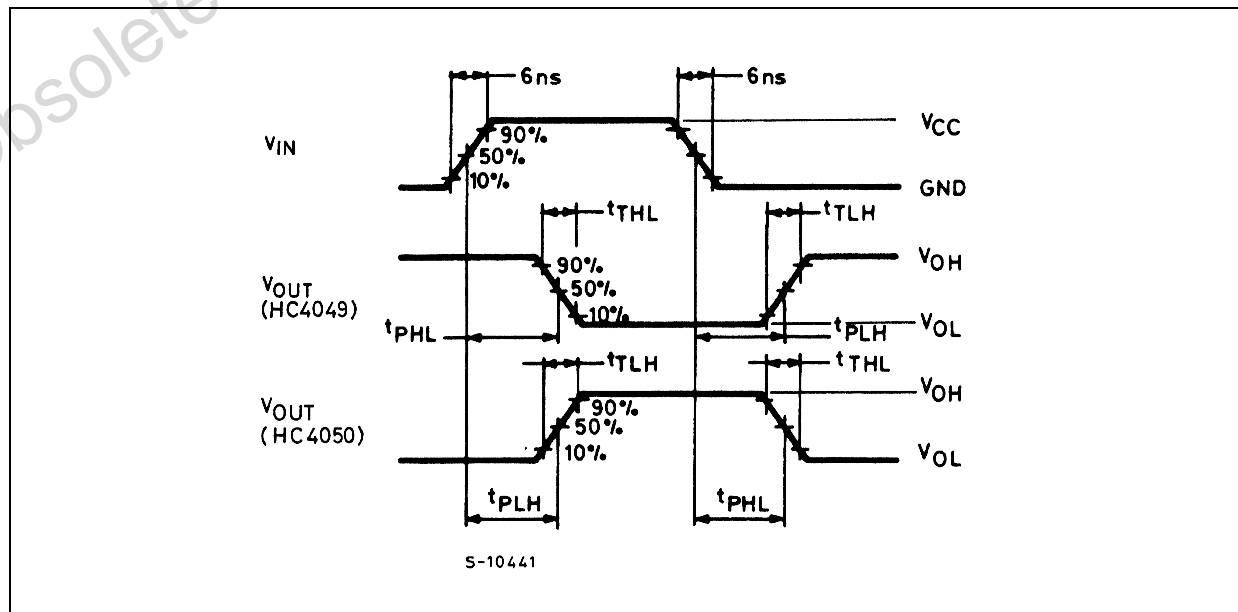 obsolete
6ns
6ns
VIN
90%
50%
10%
VCC
GND
tTHL
tTLH
VOUT
(HC4049)
90%
50%
10%
VOH
VOL
tPHL
tPLH
tTLH
tTHL
VOUT
(HC4050)
90%
50%
10%
VOH
VOL
tPLH
tPHL
S-10441